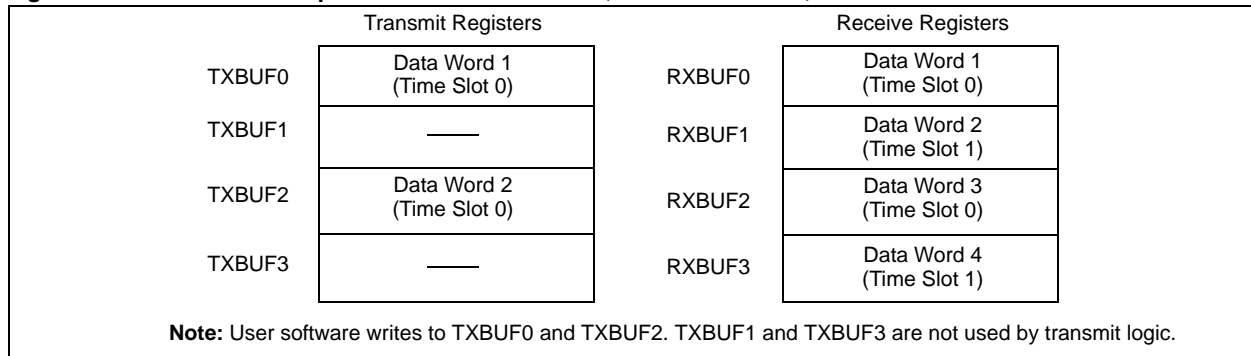 Transmit Registers
Receive Registers
TXBUF0
Data Word 1
(Time Slot 0)
RXBUF0
Data Word 1
(Time Slot 0)
TXBUF1
RXBUF1
Data Word 2
(Time Slot 1)
TXBUF2
Data Word 2
(Time Slot 0)
RXBUF2
Data Word 3
(Time Slot 0)
TXBUF3
RXBUF3
Data Word 4
(Time Slot 1)
Note: User software writes to TXBUF0 and TXBUF2. TXBUF1 and TXBUF3 are not used by transmit logic.